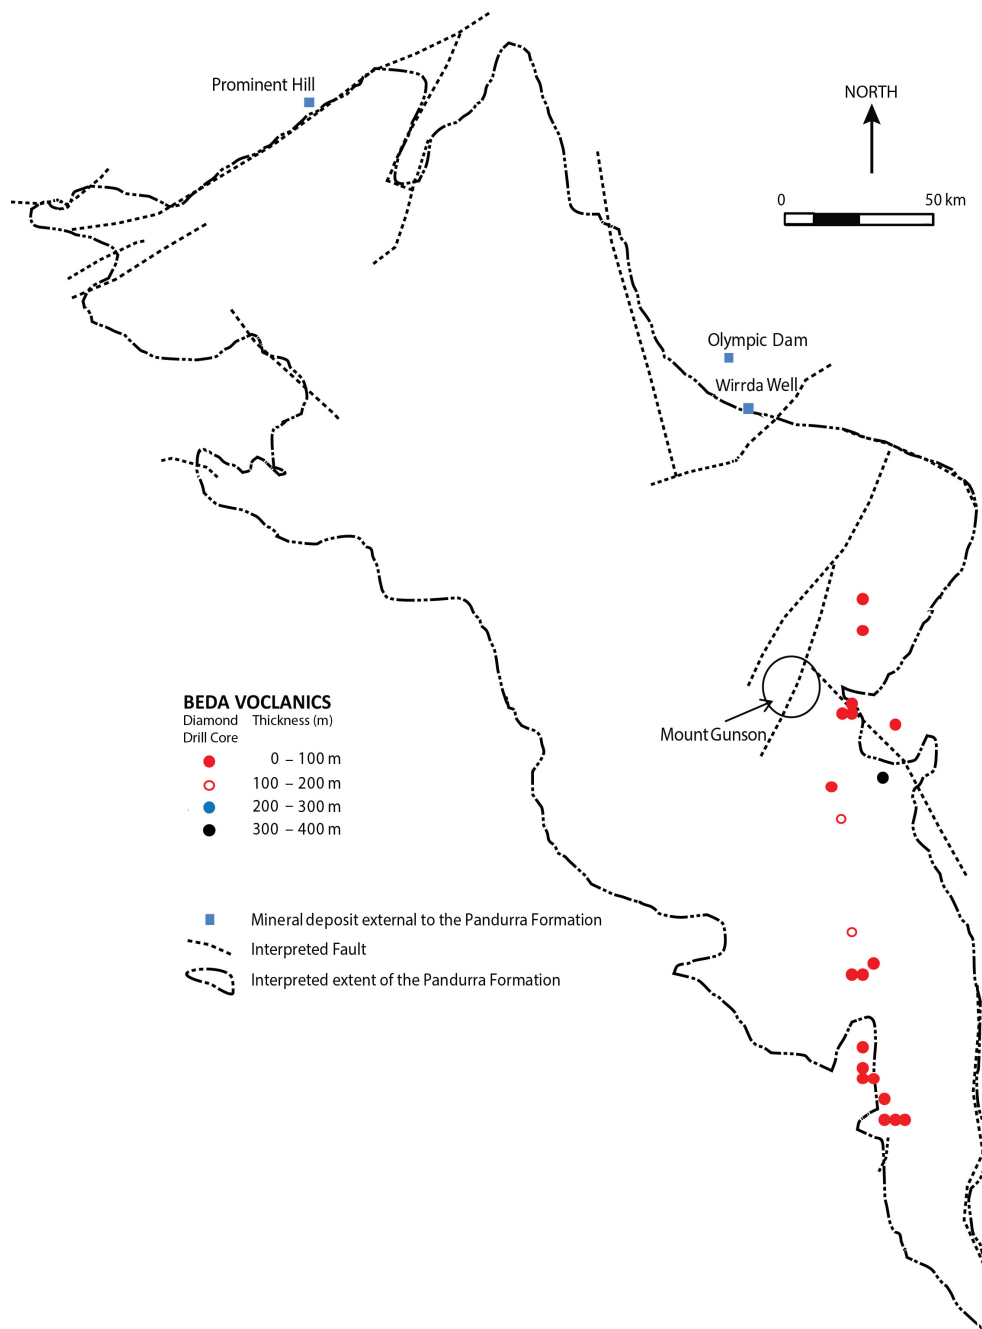 Prominent Hill
NORTH
0 50 km
Olympic Dam
Wirrda Well
BEDA VOCLANICS
Diamond Thickness (m)
Drill Core
0 – 100 m
100 – 200 m
200 – 300 m
300 – 400 m
Mount Gunson
Mineral deposit external to the Pandurra Formation
Interpreted Fault
Interpreted extent of the Pandurra Formation